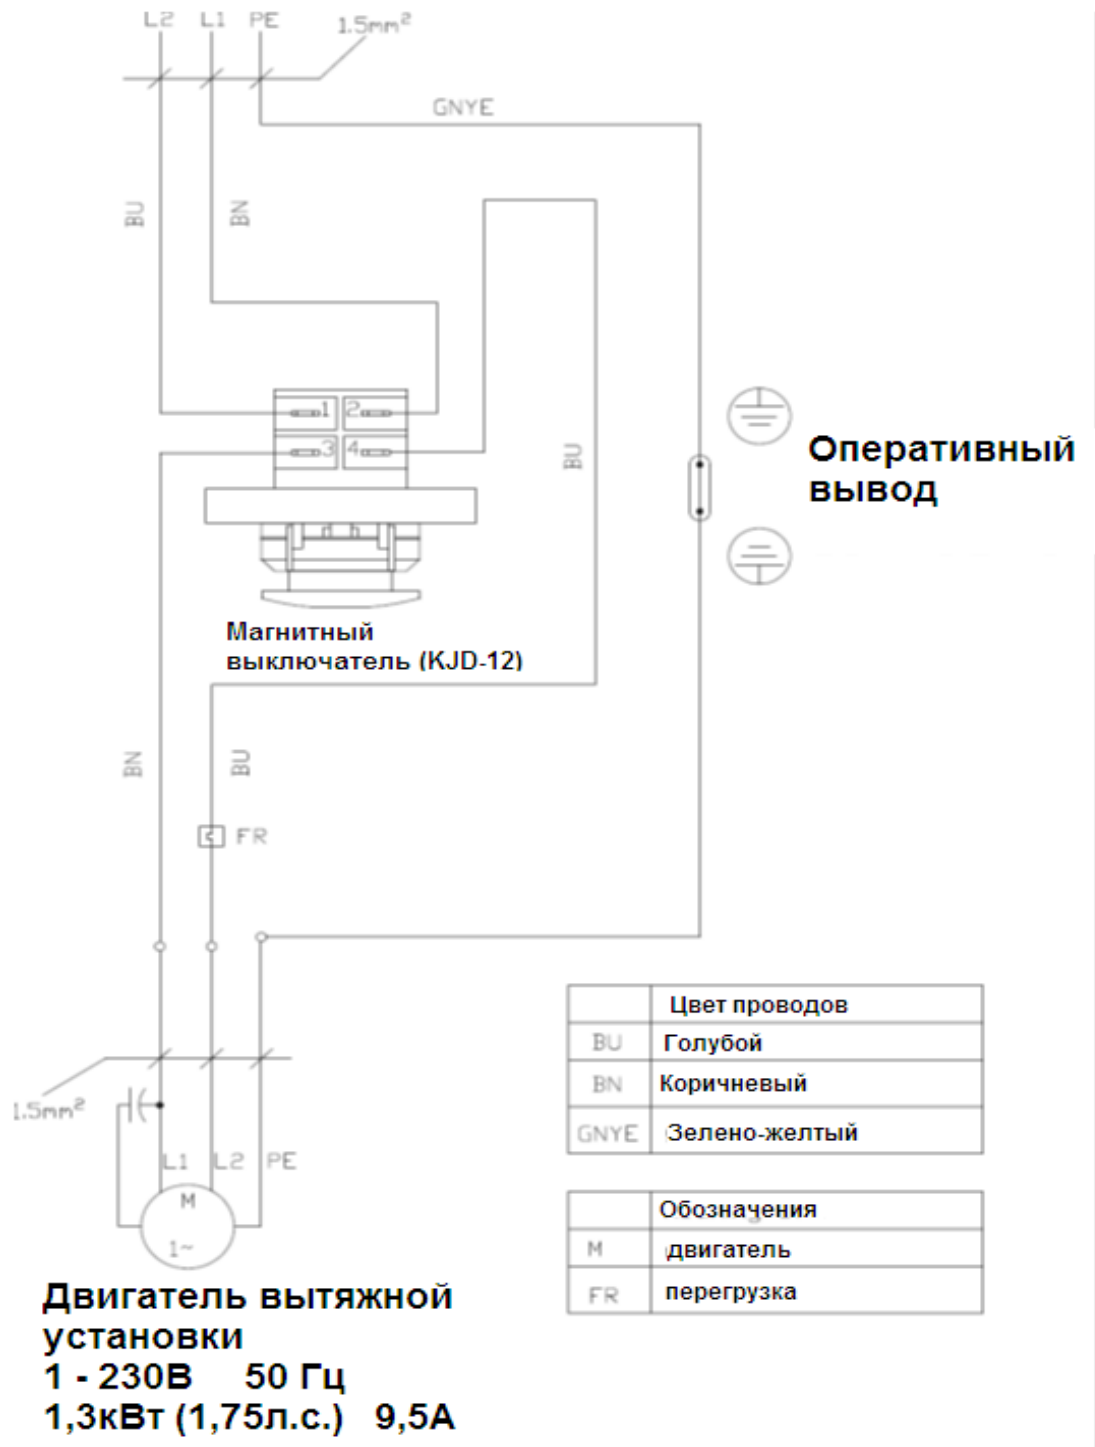 L2 L1 PE
1.5mm²
GNYE
BU
BN
1
2
3
4
BU
Оперативный
вывод
Магнитный
выключатель (KJD-12)
BN
BU
FR
1.5mm²
L1 L2 PE
M
1~
Двигатель вытяжной
установки
1 - 230В 50 Гц
1,3кВт (1,75л.с.) 9,5А
Цвет проводов
BU Голубой
BN Коричневый
GNYE Зелено-желтый
Обозначения
M двигатель
FR перегрузка